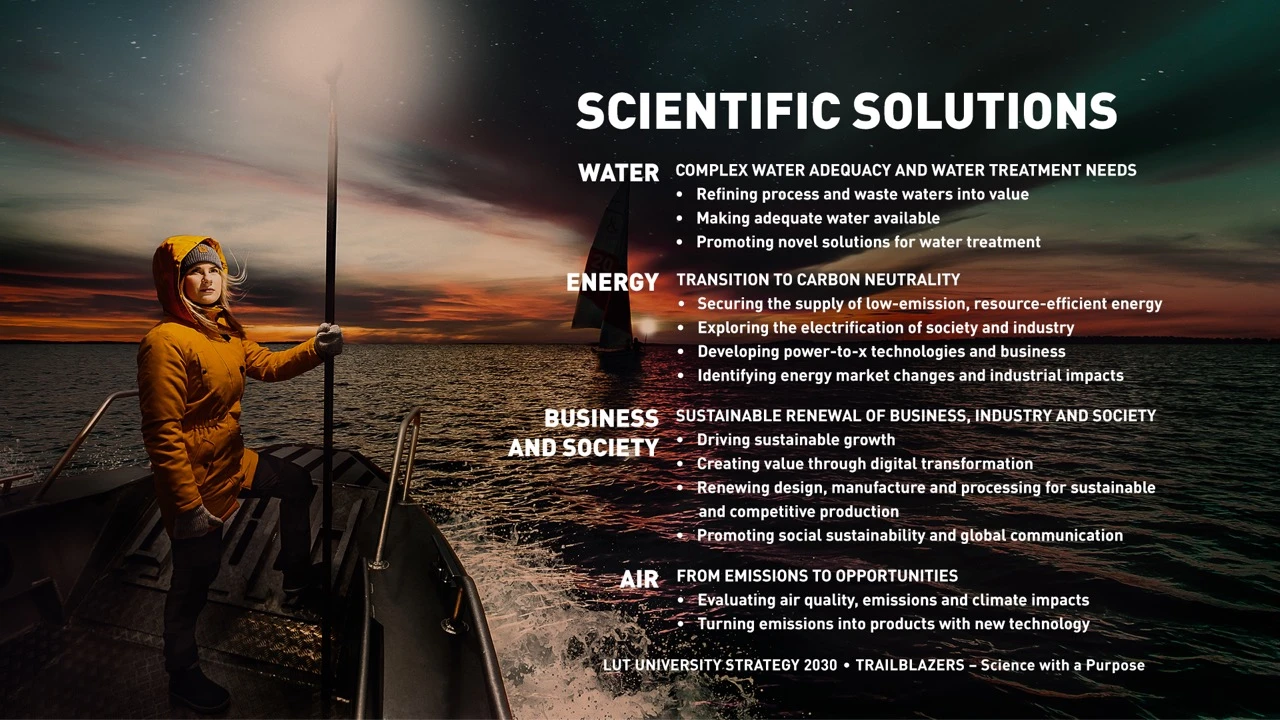 SCIENTIFIC SOLUTIONS
WATER COMPLEX WATER ADEQUACY AND WATER TREATMENT NEEDS
• Refining process and waste waters into value
• Making adequate water available
• Promoting novel solutions for water treatment
ENERGY TRANSITION TO CARBON NEUTRALITY
• Securing the supply of low-emission, resource-efficient energy
• Exploring the electrification of society and industry
• Developing power-to-x technologies and business
• Identifying energy market changes and industrial impacts
BUSINESS
AND SOCIETY
SUSTAINABLE RENEWAL OF BUSINESS, INDUSTRY AND SOCIETY
• Driving sustainable growth
• Creating value through digital transformation
• Renewing design, manufacture and processing for sustainable
and competitive production
• Promoting social sustainability and global communication
AIR FROM EMISSIONS TO OPPORTUNITIES
• Evaluating air quality, emissions and climate impacts
• Turning emissions into products with new technology
LUT UNIVERSITY STRATEGY 2030 • TRAILBLAZERS – Science with a Purpose